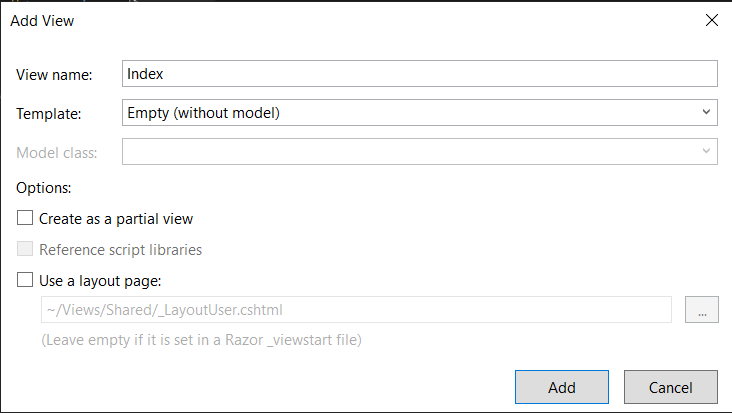 Add View
View name: Index
Template: Empty (without model)
Model class:
Options:
Create as a partial view
Reference script libraries
Use a layout page:
~/Views/Shared/_LayoutUser.cshtml ...
(Leave empty if it is set in a Razor _viewstart file)
Add Cancel